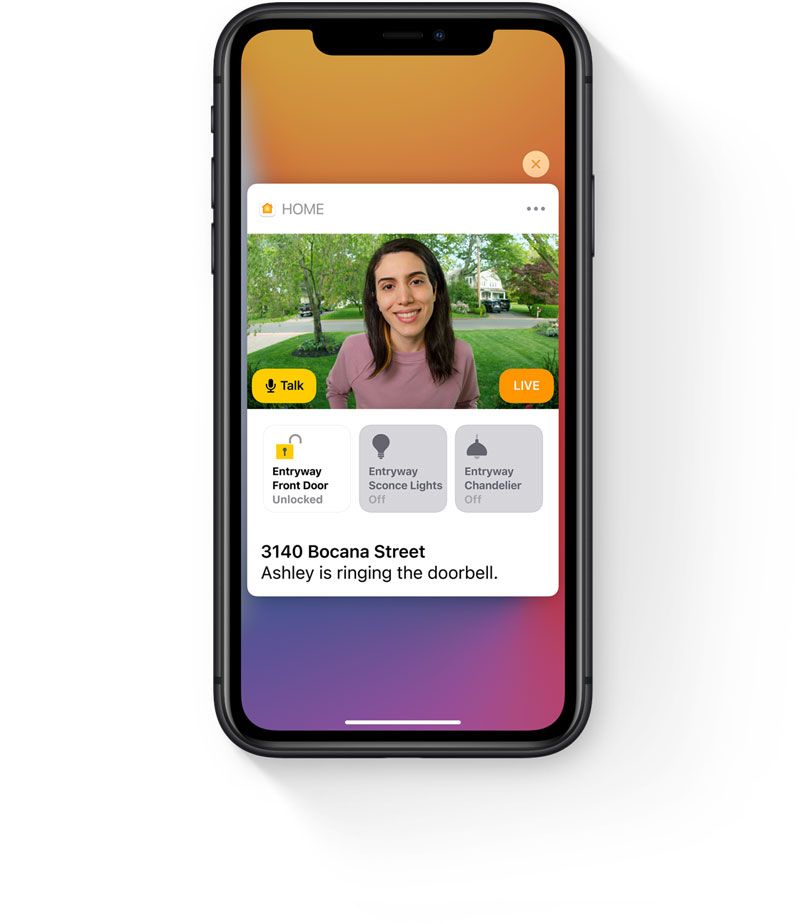 HOME
Talk
LIVE
Entryway
Front Door
Unlocked
Entryway
Sconce Lights
Off
Entryway
Chandelier
Off
3140 Bocana Street
Ashley is ringing the doorbell.